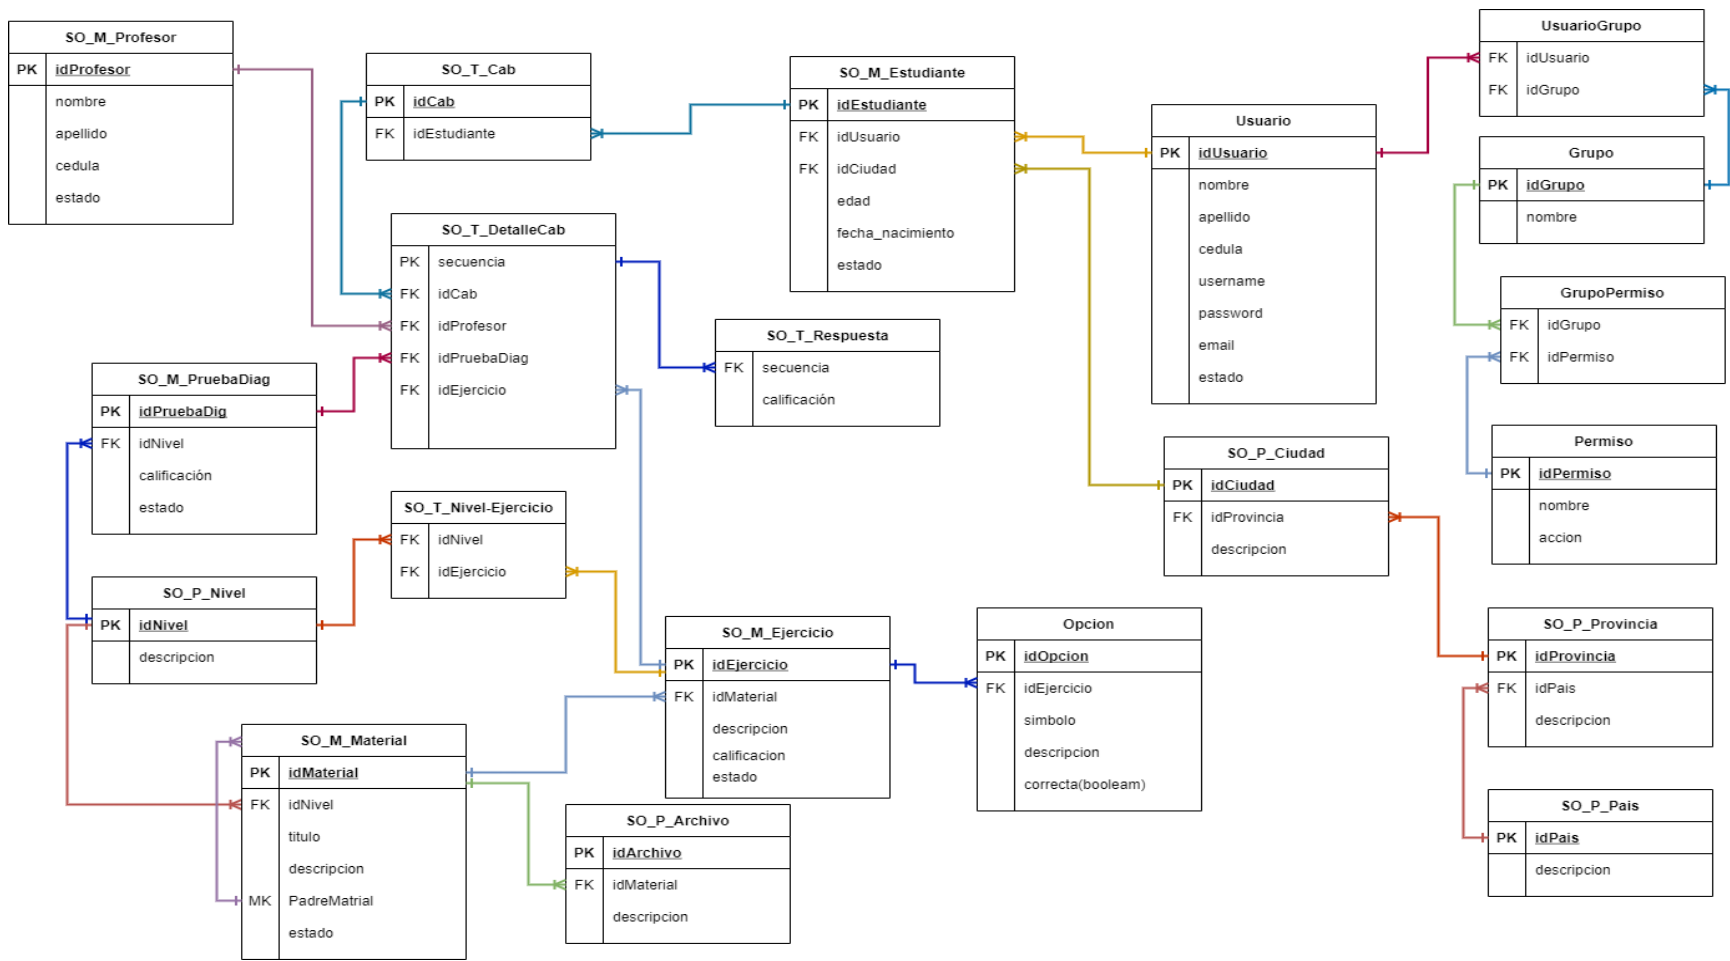 SO_M_Profesor
PK idProfesor
nombre
apellido
cedula
estado
SO_T_Cab
PK idCab
FK idEstudiante
SO_M_Estudiante
PK idEstudiante
FK idUsuario
FK idCiudad
edad
fecha_nacimiento
estado
Usuario
PK idUsuario
nombre
apellido
cedula
username
password
email
estado
UsuarioGrupo
FK idUsuario
FK idGrupo
Grupo
PK idGrupo
nombre
GrupoPermiso
FK idGrupo
FK idPermiso
Permiso
PK idPermiso
nombre
accion
SO_T_DetalleCab
PK secuencia
FK idCab
FK idProfesor
FK idPruebaDiag
FK idEjercicio
SO_T_Respuesta
FK secuencia
calificación
SO_M_PruebaDiag
PK idPruebaDig
FK idNivel
calificación
estado
SO_T_Nivel-Ejercicio
FK idNivel
FK idEjercicio
SO_P_Nivel
PK idNivel
descripcion
SO_P_Ciudad
PK idCiudad
FK idProvincia
descripcion
SO_M_Ejercicio
PK idEjercicio
FK idMaterial
descripcion
calificacion
estado
Opcion
PK idOpcion
FK idEjercicio
simbolo
descripcion
correcta(booleam)
SO_P_Provincia
PK idProvincia
FK idPais
descripcion
SO_M_Material
PK idMaterial
FK idNivel
titulo
descripcion
MK PadreMatrial
estado
SO_P_Archivo
PK idArchivo
FK idMaterial
descripcion
SO_P_Pais
PK idPais
descripcion